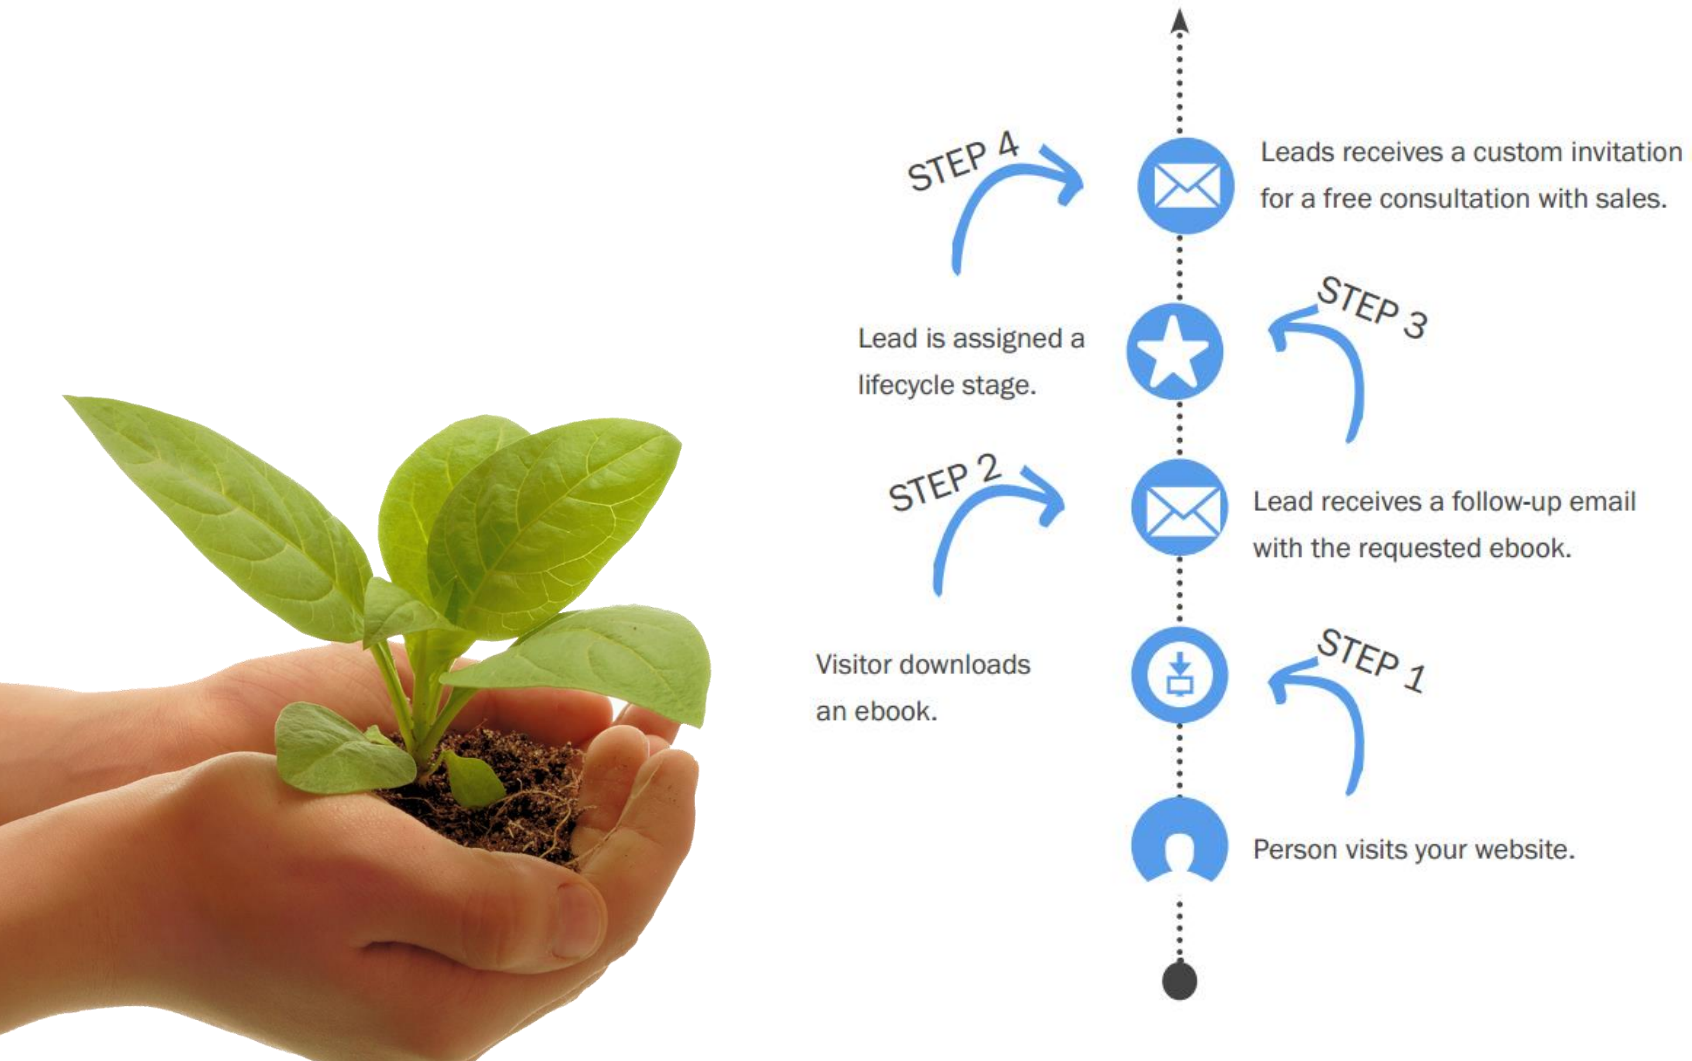 STEP 4
Leads receives a custom invitation
for a free consultation with sales.
STEP 3
Lead is assigned a
lifecycle stage.
STEP 2
Lead receives a follow-up email
with the requested ebook.
STEP 1
Visitor downloads
an ebook.
Person visits your website.